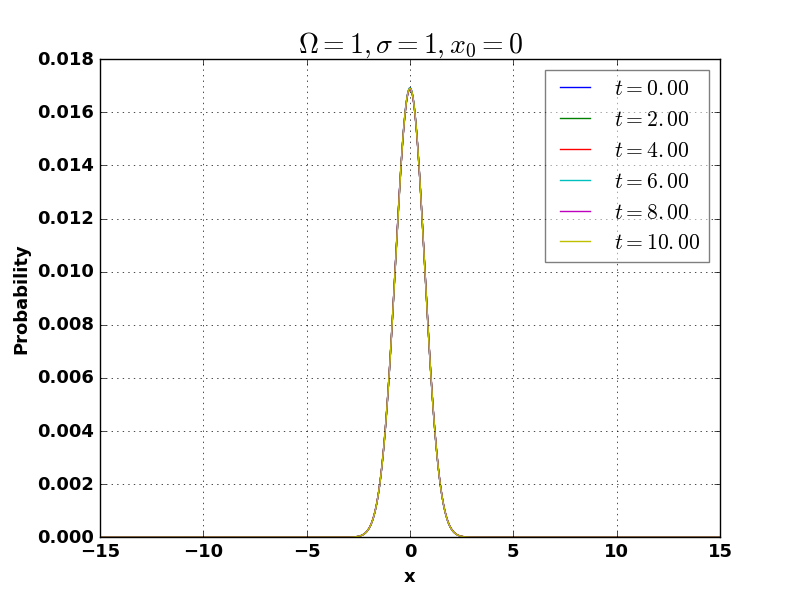 Ω = 1, σ = 1, x₀ = 0
0.018
0.016
0.014
0.012
0.010
0.008
0.006
0.004
0.002
0.000
Probability
t = 0.00
t = 2.00
t = 4.00
t = 6.00
t = 8.00
t = 10.00
−15 −10 −5 0 5 10 15
x